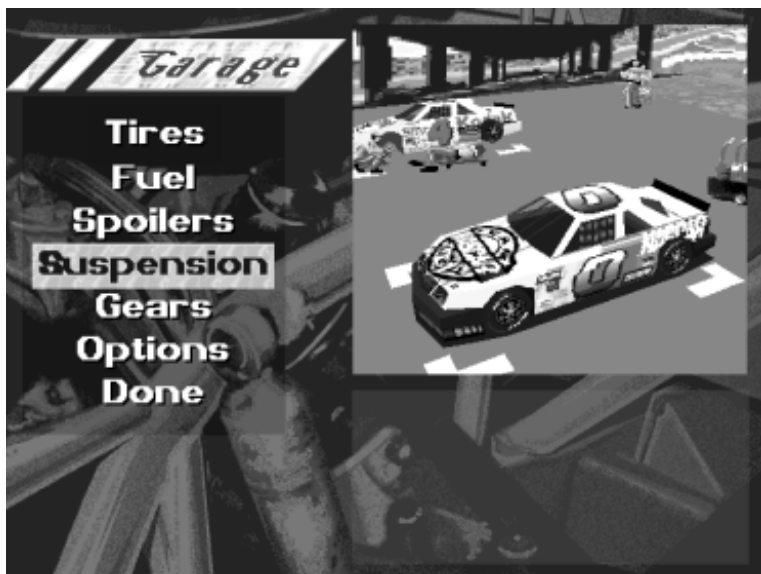 Garage
Tires
Fuel
Spoilers
Suspension
Gears
Options
Done